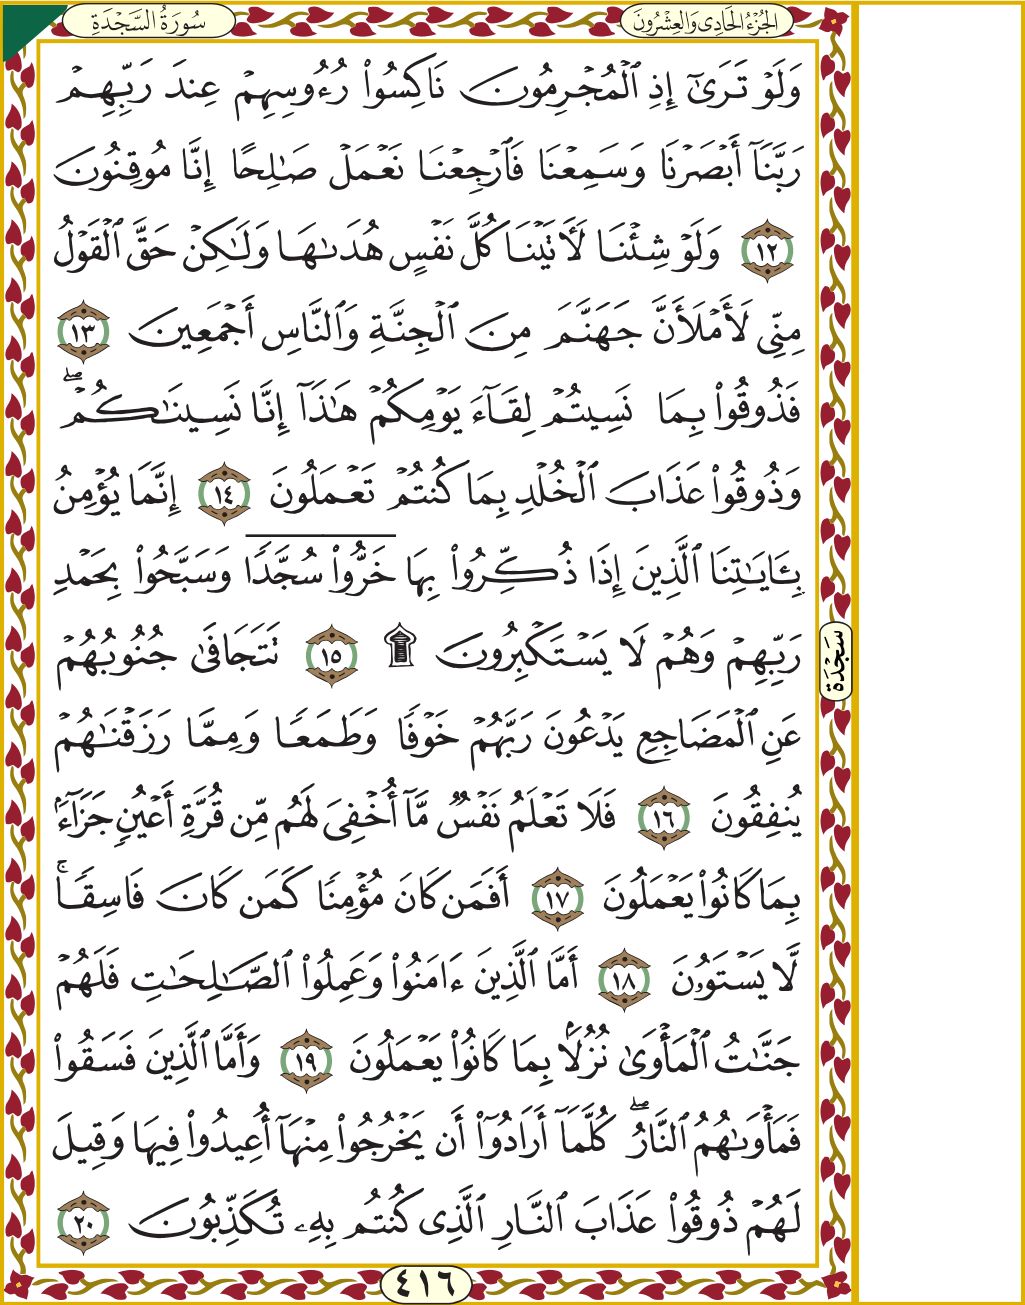 سُورَةُ السَّجْدَةِ
الجُزْءُ الحَادِى وَالعِشْرُونَ
وَلَوْ تَرَىٰٓ إِذِ ٱلْمُجْرِمُونَ نَاكِسُوا۟ رُءُوسِهِمْ عِندَ رَبِّهِمْ
رَبَّنَآ أَبْصَرْنَا وَسَمِعْنَا فَٱرْجِعْنَا نَعْمَلْ صَـٰلِحًا إِنَّا مُوقِنُونَ
١٢ وَلَوْ شِئْنَا لَـَٔاتَيْنَا كُلَّ نَفْسٍ هُدَىٰهَا وَلَـٰكِنْ حَقَّ ٱلْقَوْلُ
مِنِّى لَأَمْلَأَنَّ جَهَنَّمَ مِنَ ٱلْجِنَّةِ وَٱلنَّاسِ أَجْمَعِينَ ١٣
فَذُوقُوا۟ بِمَا نَسِيتُمْ لِقَآءَ يَوْمِكُمْ هَـٰذَآ إِنَّا نَسِينَـٰكُمْ ۖ
وَذُوقُوا۟ عَذَابَ ٱلْخُلْدِ بِمَا كُنتُمْ تَعْمَلُونَ ١٤ إِنَّمَا يُؤْمِنُ
بِـَٔايَـٰتِنَا ٱلَّذِينَ إِذَا ذُكِّرُوا۟ بِهَا خَرُّوا۟ سُجَّدًا وَسَبَّحُوا۟ بِحَمْدِ
رَبِّهِمْ وَهُمْ لَا يَسْتَكْبِرُونَ ۩ ١٥ تَتَجَافَىٰ جُنُوبُهُمْ
عَنِ ٱلْمَضَاجِعِ يَدْعُونَ رَبَّهُمْ خَوْفًا وَطَمَعًا وَمِمَّا رَزَقْنَـٰهُمْ
يُنفِقُونَ ١٦ فَلَا تَعْلَمُ نَفْسٌ مَّآ أُخْفِىَ لَهُم مِّن قُرَّةِ أَعْيُنٍ جَزَآءًۢ
بِمَا كَانُوا۟ يَعْمَلُونَ ١٧ أَفَمَن كَانَ مُؤْمِنًا كَمَن كَانَ فَاسِقًا ۚ
لَّا يَسْتَوُۥنَ ١٨ أَمَّا ٱلَّذِينَ ءَامَنُوا۟ وَعَمِلُوا۟ ٱلصَّـٰلِحَـٰتِ فَلَهُمْ
جَنَّـٰتُ ٱلْمَأْوَىٰ نُزُلًۢا بِمَا كَانُوا۟ يَعْمَلُونَ ١٩ وَأَمَّا ٱلَّذِينَ فَسَقُوا۟
فَمَأْوَىٰهُمُ ٱلنَّارُ ۖ كُلَّمَآ أَرَادُوٓا۟ أَن يَخْرُجُوا۟ مِنْهَآ أُعِيدُوا۟ فِيهَا وَقِيلَ
لَهُمْ ذُوقُوا۟ عَذَابَ ٱلنَّارِ ٱلَّذِى كُنتُم بِهِۦ تُكَذِّبُونَ ٢٠
سَجْدَة
٤١٦